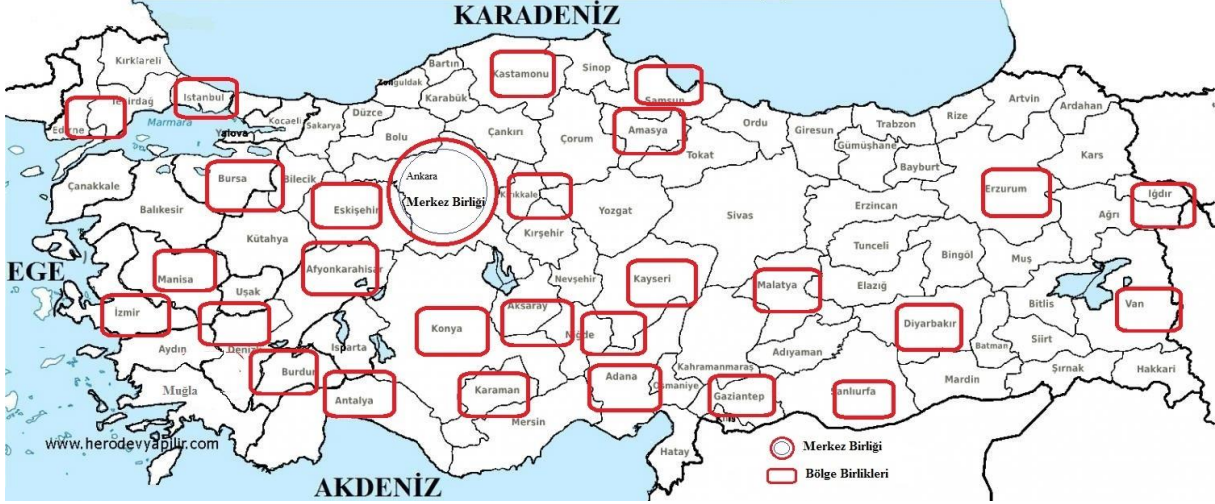 KARADENİZ
Kırklareli
Tekirdağ
Edirne
İstanbul
Marmara
Yalova
Kocaeli
Sakarya
Düzce
Bolu
Zonguldak
Bartın
Karabük
Kastamonu
Sinop
Samsun
Çankırı
Çorum
Amasya
Tokat
Ordu
Giresun
Trabzon
Gümüşhane
Bayburt
Rize
Artvin
Ardahan
Kars
Iğdır
Ağrı
Erzurum
Erzincan
Çanakkale
Balıkesir
Bursa
Bilecik
Eskişehir
Kütahya
Ankara
Merkez Birliği
Kırıkkale
Kırşehir
Yozgat
Sivas
Tunceli
Bingöl
Muş
Elazığ
Malatya
Bitlis
Van
EGE
Manisa
Uşak
Afyonkarahisar
İzmir
Aydın
Denizli
Muğla
Burdur
Isparta
Antalya
Konya
Aksaray
Nevşehir
Niğde
Kayseri
Karaman
Mersin
Adana
Osmaniye
Kahramanmaraş
Adıyaman
Gaziantep
Kilis
Hatay
Şanlıurfa
Diyarbakır
Mardin
Batman
Siirt
Şırnak
Hakkari
www.herodevyapilir.com
AKDENİZ
Merkez Birliği
Bölge Birlikleri